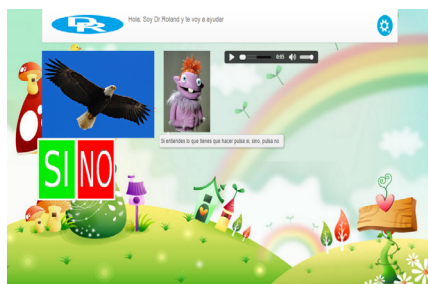 DR
Hola, Soy Dr.Roland y te voy a ayudar
0:05
Si entiendes lo que tienes que hacer pulsa si, sino, pulsa no
SI NO